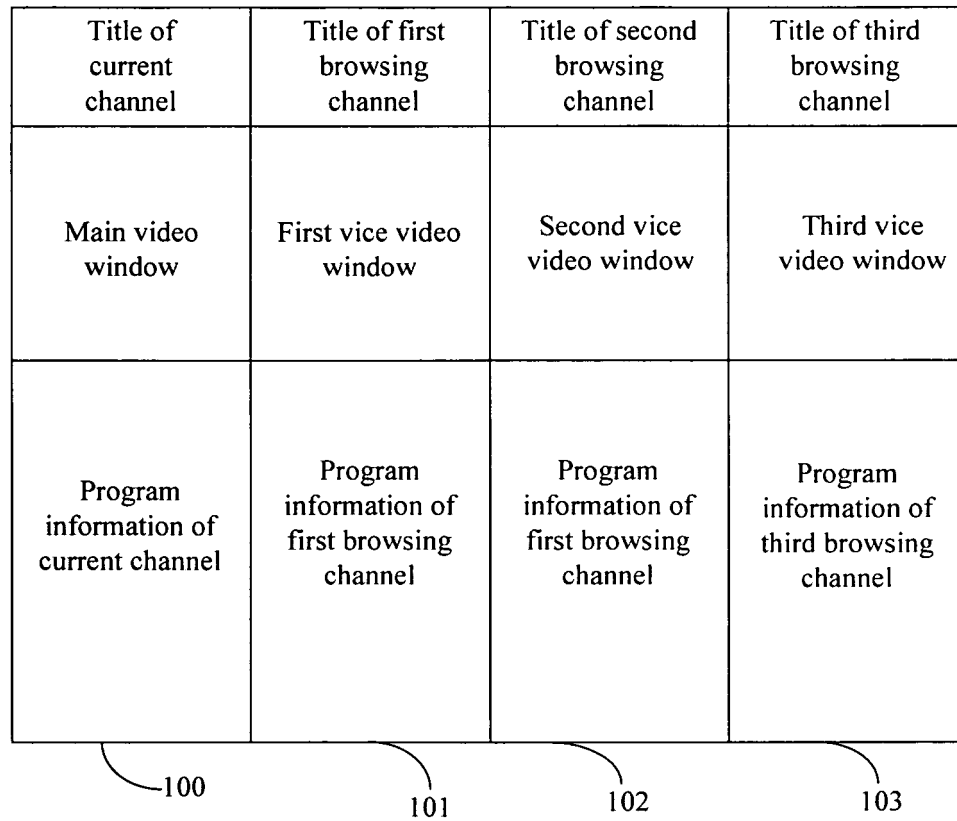 Title of
current
channel
Title of first
browsing
channel
Title of second
browsing
channel
Title of third
browsing
channel
Main video
window
First vice video
window
Second vice
video window
Third vice
video window
Program
information of
current channel
Program
information of
first browsing
channel
Program
information of
first browsing
channel
Program
information of
third browsing
channel
100
101
102
103